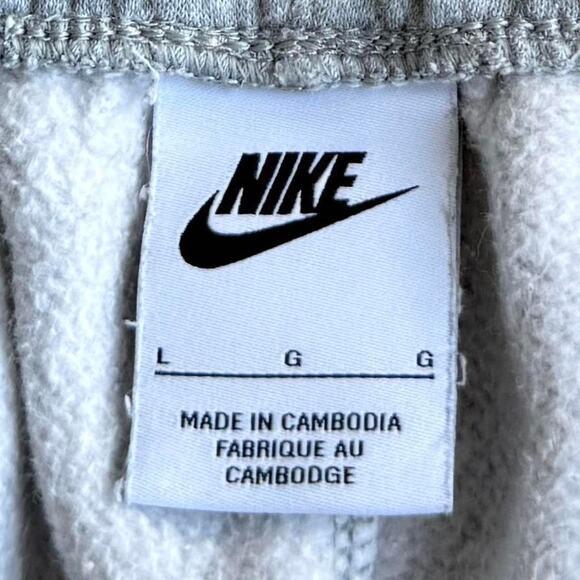 NIKE
L G G
MADE IN CAMBODIA
FABRIQUE AU
CAMBODGE